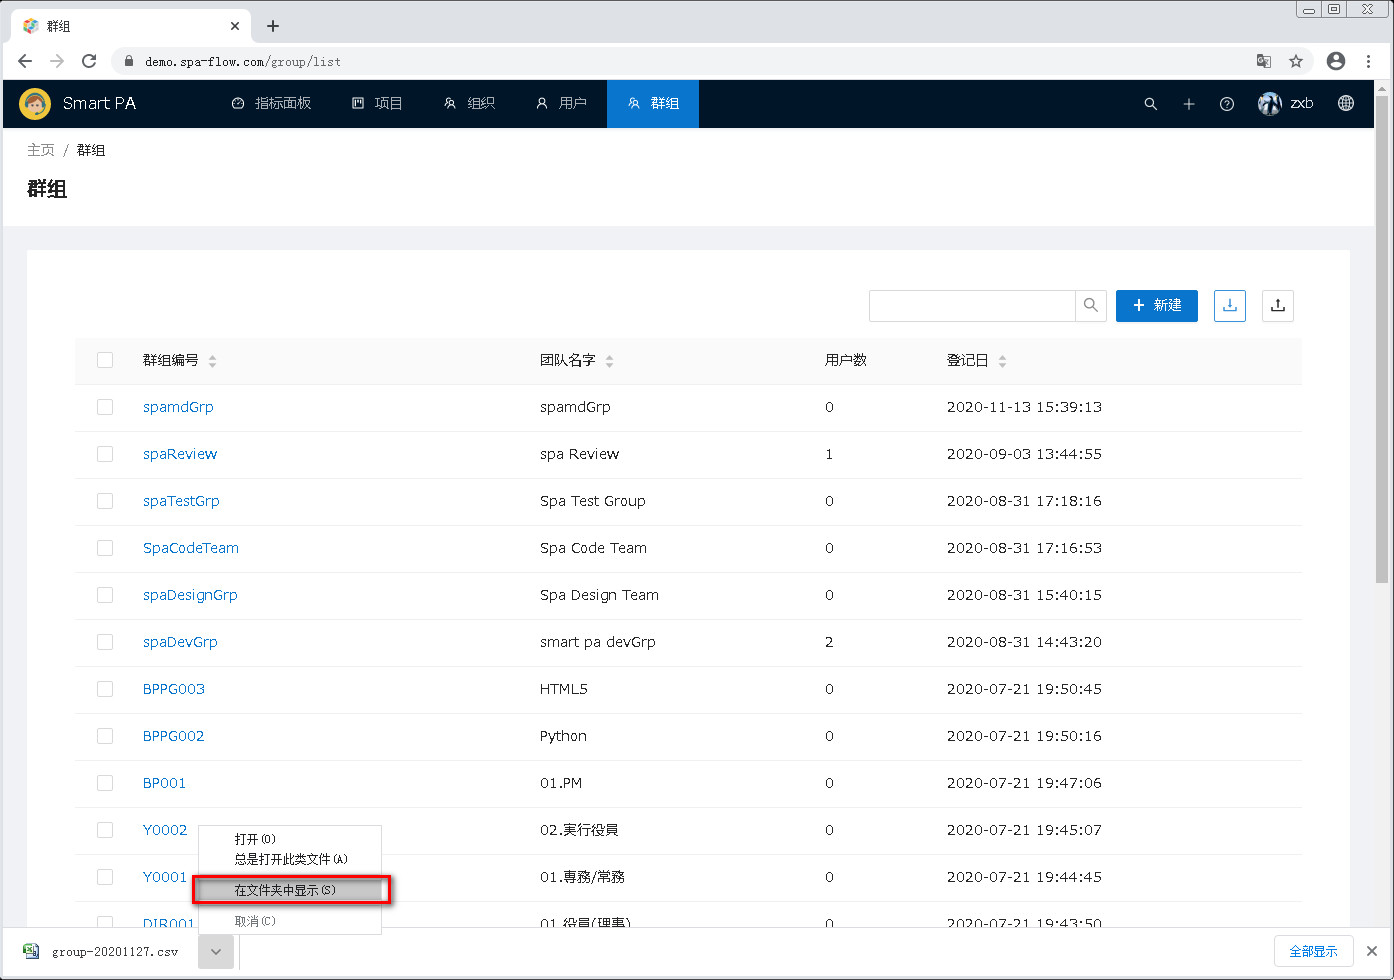 群组
demo.spa-flow.com/group/list
Smart PA 指标面板 项目 组织 用户 群组 zxb
主页 / 群组
群组
新建
群组编号 团队名字 用户数 登记日
spamdGrp spamdGrp 0 2020-11-13 15:39:13
spaReview spa Review 1 2020-09-03 13:44:55
spaTestGrp Spa Test Group 0 2020-08-31 17:18:16
SpaCodeTeam Spa Code Team 0 2020-08-31 17:16:53
spaDesignGrp Spa Design Team 0 2020-08-31 15:40:15
spaDevGrp smart pa devGrp 2 2020-08-31 14:43:20
BPPG003 HTML5 0 2020-07-21 19:50:45
BPPG002 Python 0 2020-07-21 19:50:16
BP001 01.PM 0 2020-07-21 19:47:06
Y0002 02.実行役員 0 2020-07-21 19:45:07
Y0001 01.専務/常務 0 2020-07-21 19:44:45
DIR001 01.役員(理事) 0 2020-07-21 19:43:50
打开(O)
总是打开此类文件(A)
在文件夹中显示(S)
取消(C)
group-20201127.csv 全部显示